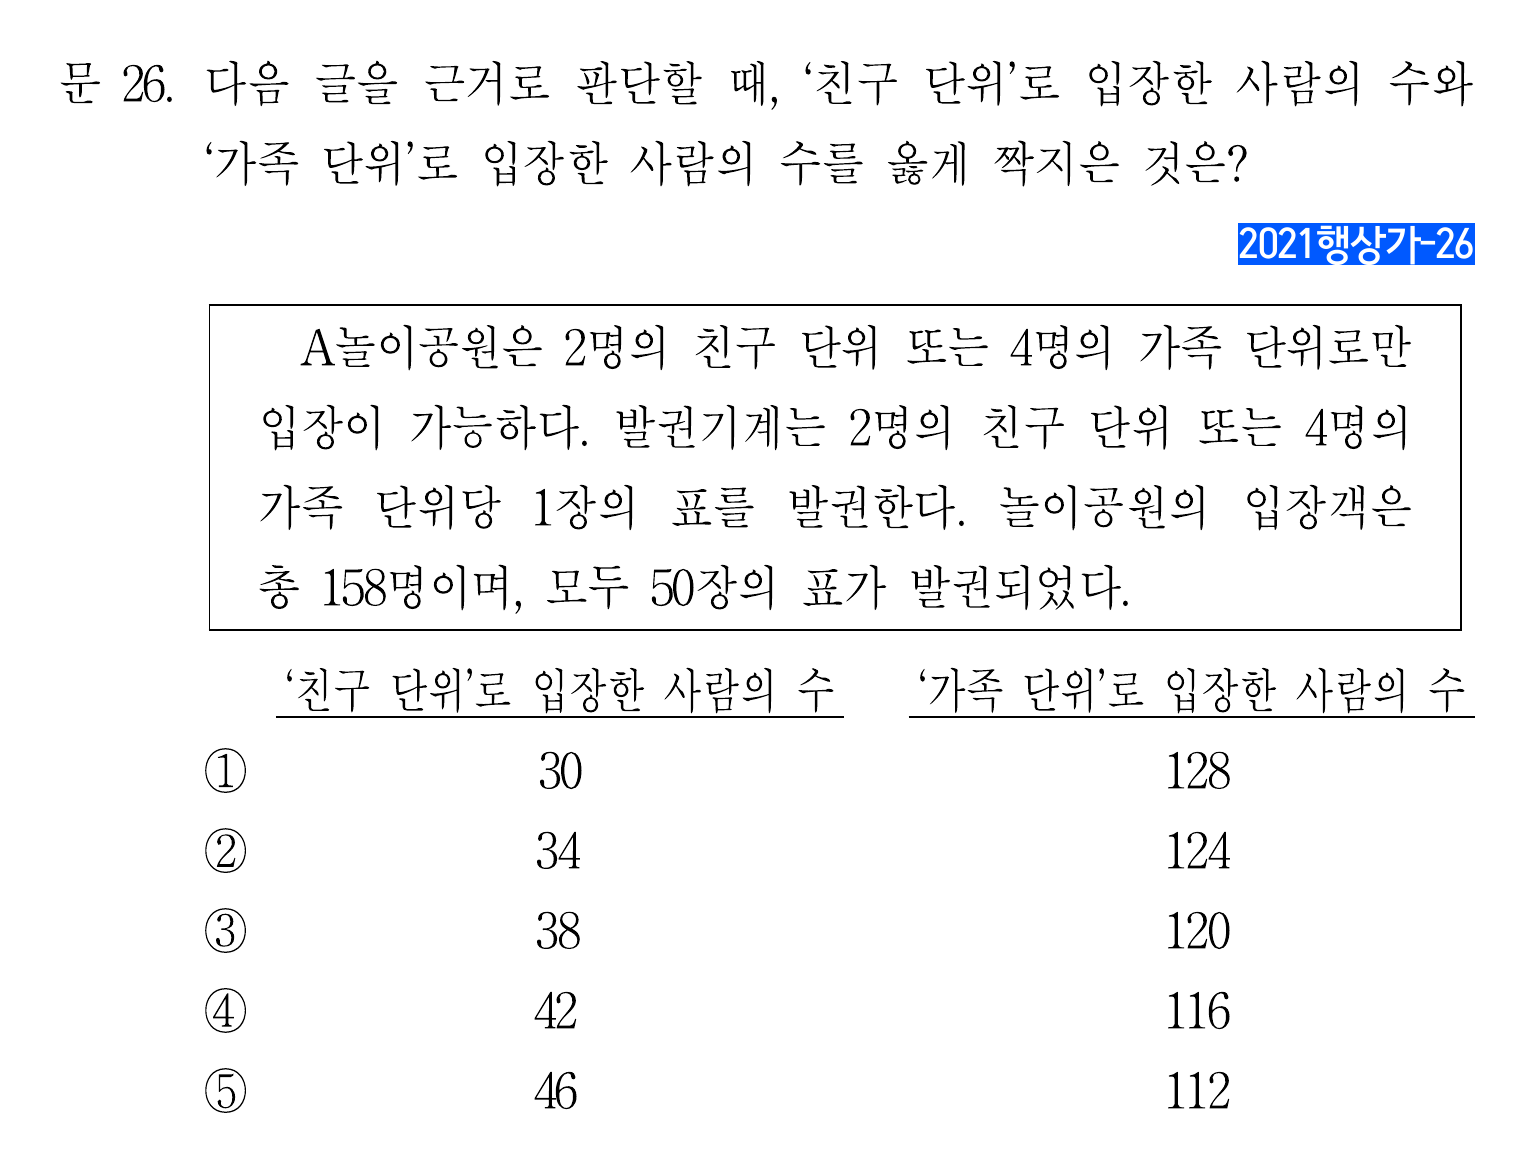 문 26. 다음 글을 근거로 판단할 때, ‘친구 단위’로 입장한 사람의 수와
‘가족 단위’로 입장한 사람의 수를 옳게 짝지은 것은?
2021행상가-26
A놀이공원은 2명의 친구 단위 또는 4명의 가족 단위로만
입장이 가능하다. 발권기계는 2명의 친구 단위 또는 4명의
가족 단위당 1장의 표를 발권한다. 놀이공원의 입장객은
총 158명이며, 모두 50장의 표가 발권되었다.
‘친구 단위’로 입장한 사람의 수 ‘가족 단위’로 입장한 사람의 수
① 30 128
② 34 124
③ 38 120
④ 42 116
⑤ 46 112